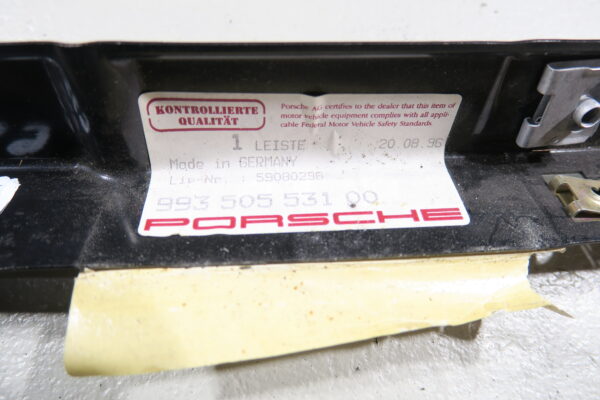 KONTROLLIERTE
QUALITÄT
Porsche AG certifies to the dealer that this item of
motor vehicle equipment complies with all appli-
cable Federal Motor Vehicle Safety Standards.
1 LEISTE 20.08.96
Made in GERMANY
Lie-Nr. : 59080296
993 505 531 00
PORSCHE